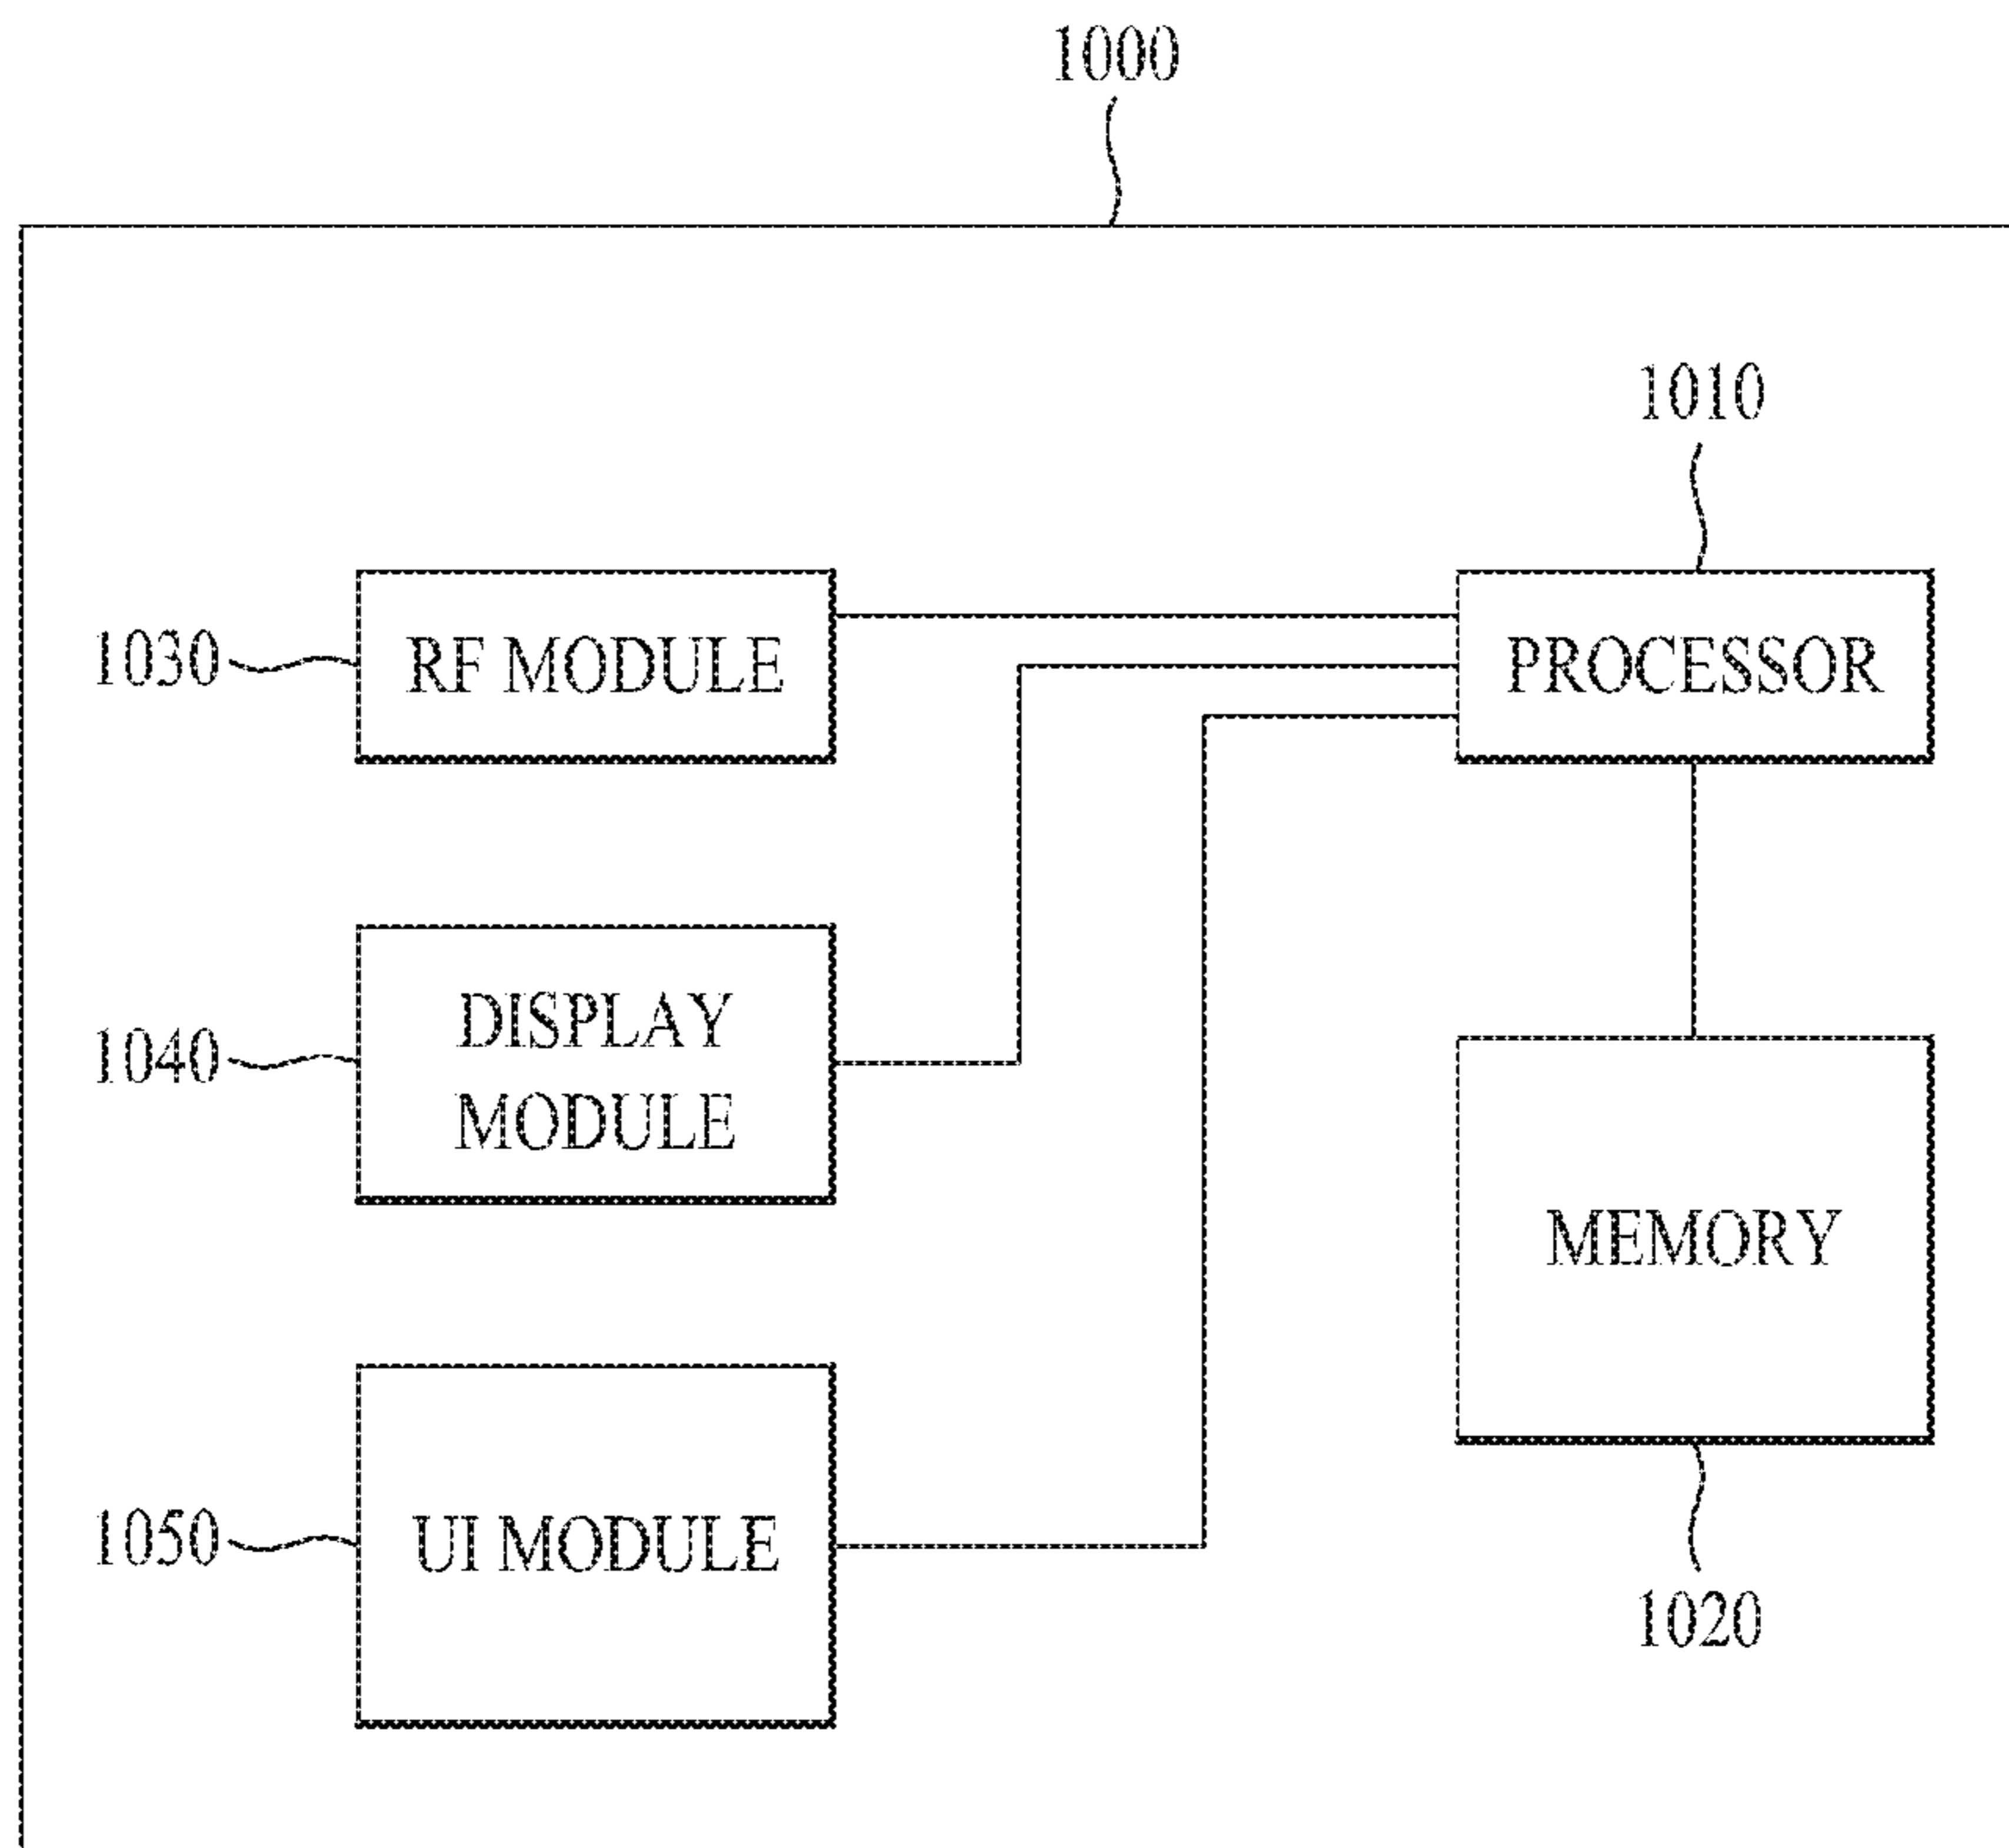 1000
1010
1030
RF MODULE
PROCESSOR
1040
DISPLAY
MODULE
MEMORY
1050
UI MODULE
1020